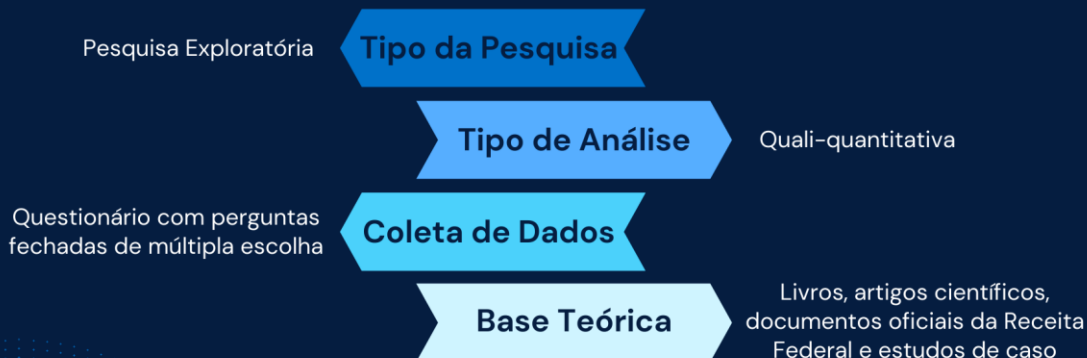 Pesquisa Exploratória
Tipo da Pesquisa
Tipo de Análise
Quali-quantitativa
Questionário com perguntas
fechadas de múltipla escolha
Coleta de Dados
Base Teórica
Livros, artigos científicos,
documentos oficiais da Receita
Federal e estudos de caso